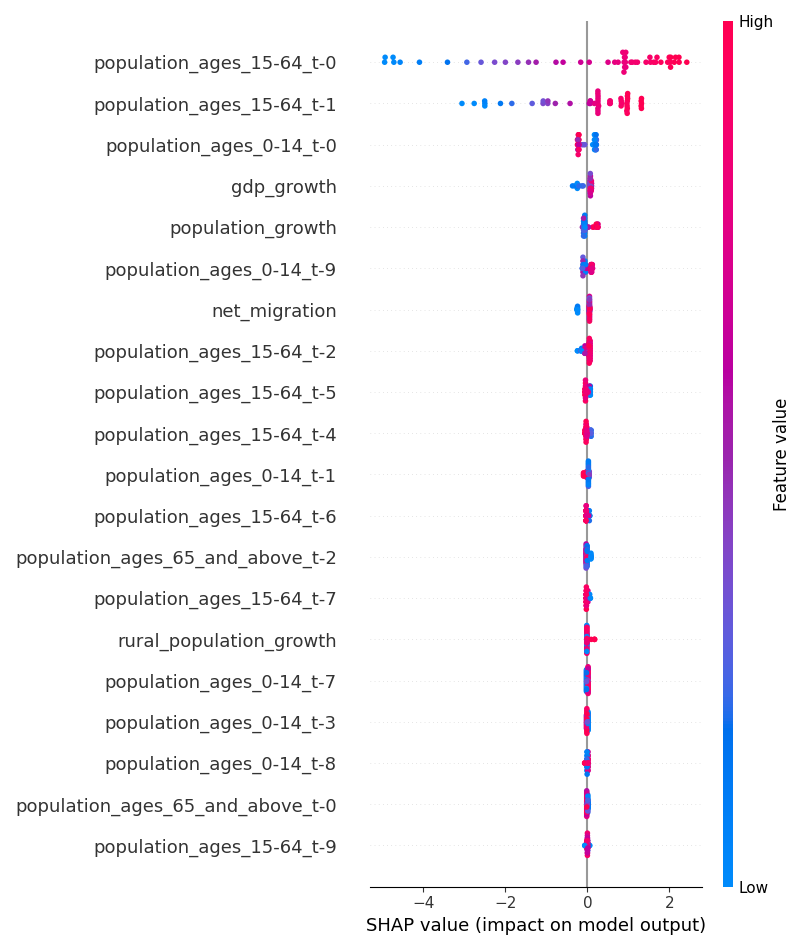 High
population_ages_15-64_t-0
population_ages_15-64_t-1
population_ages_0-14_t-0
gdp_growth
population_growth
population_ages_0-14_t-9
net_migration
population_ages_15-64_t-2
population_ages_15-64_t-5
population_ages_15-64_t-4
population_ages_0-14_t-1
population_ages_15-64_t-6
population_ages_65_and_above_t-2
population_ages_15-64_t-7
rural_population_growth
population_ages_0-14_t-7
population_ages_0-14_t-3
population_ages_0-14_t-8
population_ages_65_and_above_t-0
population_ages_15-64_t-9
Feature value
Low
−4 −2 0 2
SHAP value (impact on model output)